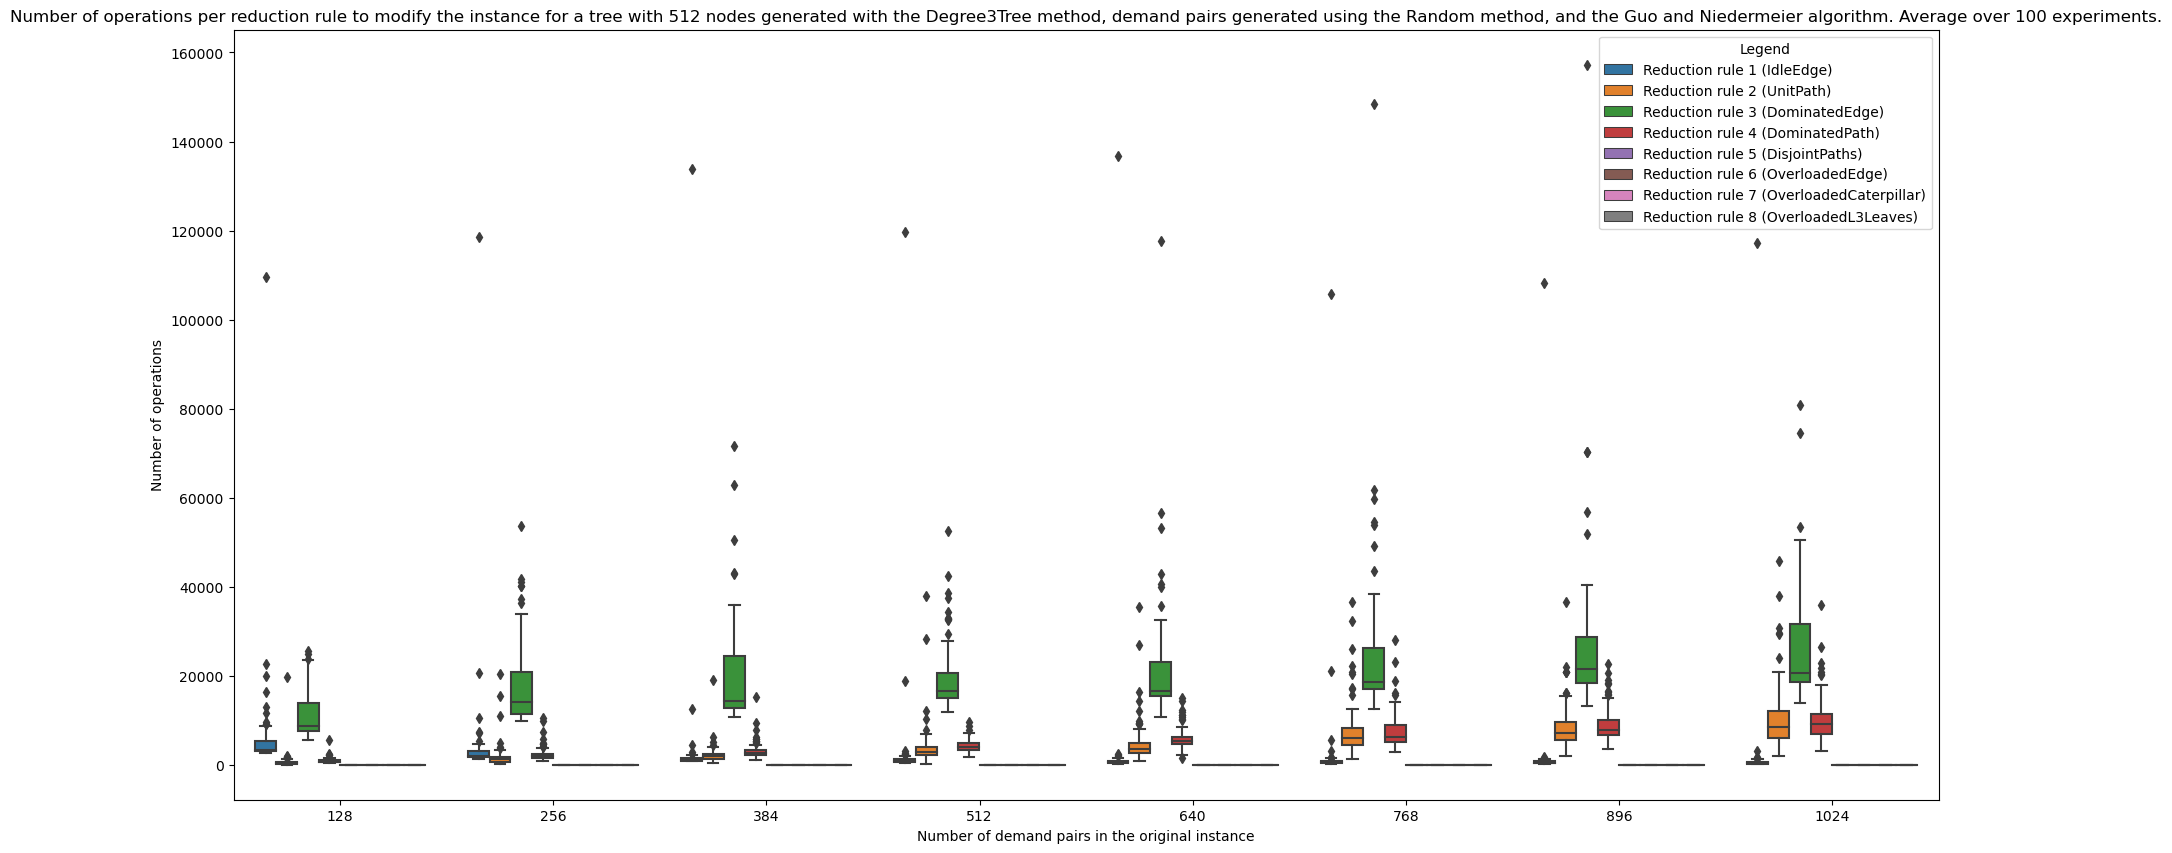 Number of operations per reduction rule to modify the instance for a tree with 512 nodes generated with the Degree3Tree method, demand pairs generated using the Random method, and the Guo and Niedermeier algorithm. Average over 100 experiments.
Legend
Reduction rule 1 (IdleEdge)
Reduction rule 2 (UnitPath)
Reduction rule 3 (DominatedEdge)
Reduction rule 4 (DominatedPath)
Reduction rule 5 (DisjointPaths)
Reduction rule 6 (OverloadedEdge)
Reduction rule 7 (OverloadedCaterpillar)
Reduction rule 8 (OverloadedL3Leaves)
Number of operations
160000
140000
120000
100000
80000
60000
40000
20000
0
128 256 384 512 640 768 896 1024
Number of demand pairs in the original instance